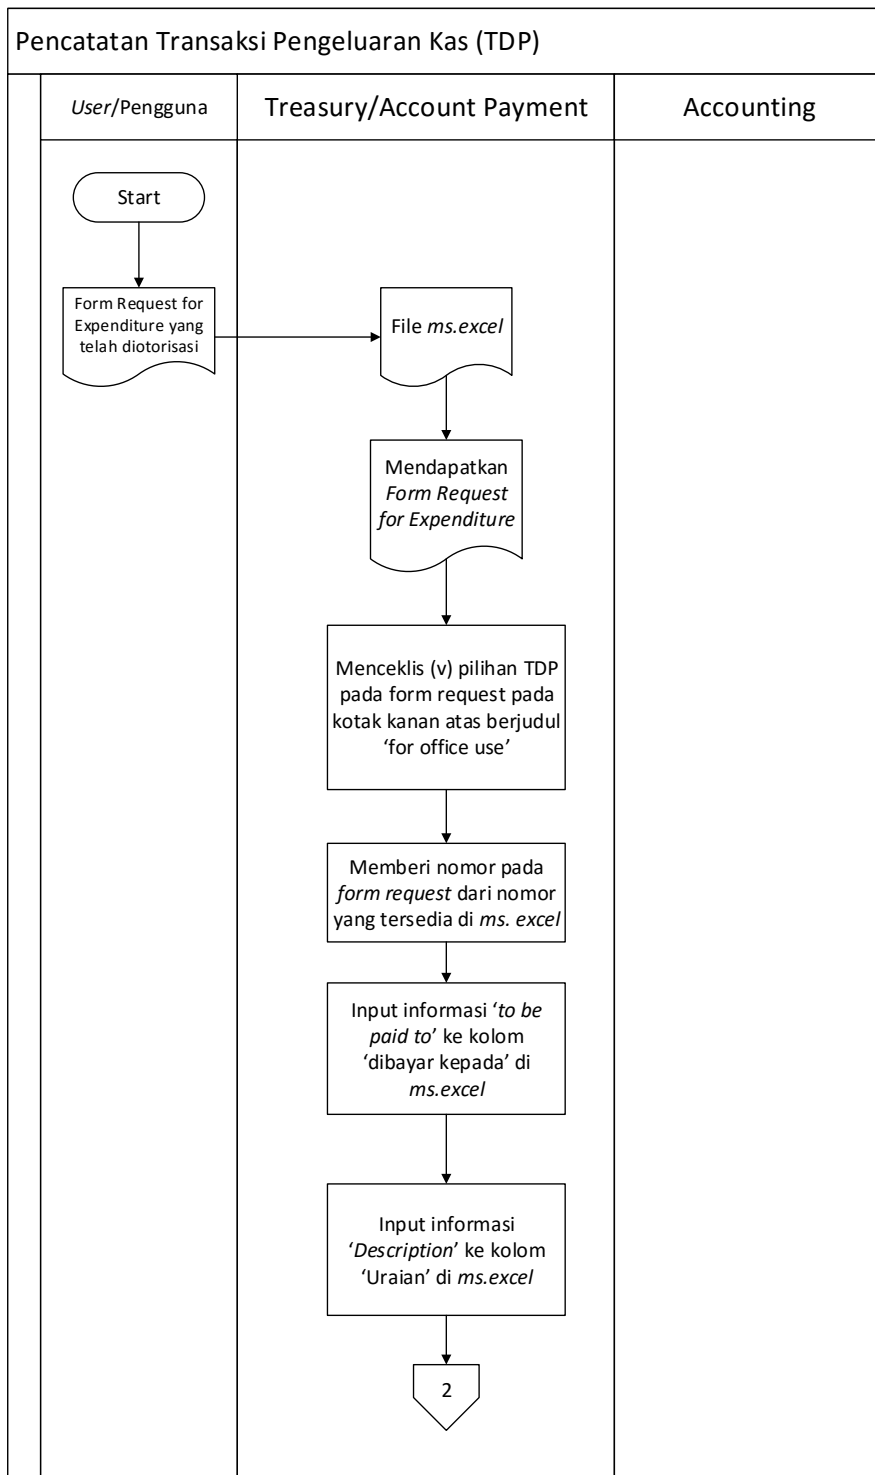 Pencatatan Transaksi Pengeluaran Kas (TDP)
User/Pengguna
Treasury/Account Payment
Accounting
Start
Form Request for
Expenditure yang
telah diotorisasi
File ms.excel
Mendapatkan
Form Request
for Expenditure
Menceklis (v) pilihan TDP
pada form request pada
kotak kanan atas berjudul
‘for office use’
Memberi nomor pada
form request dari nomor
yang tersedia di ms. excel
Input informasi ‘to be
paid to’ ke kolom
‘dibayar kepada’ di
ms.excel
Input informasi
‘Description’ ke kolom
‘Uraian’ di ms.excel
2